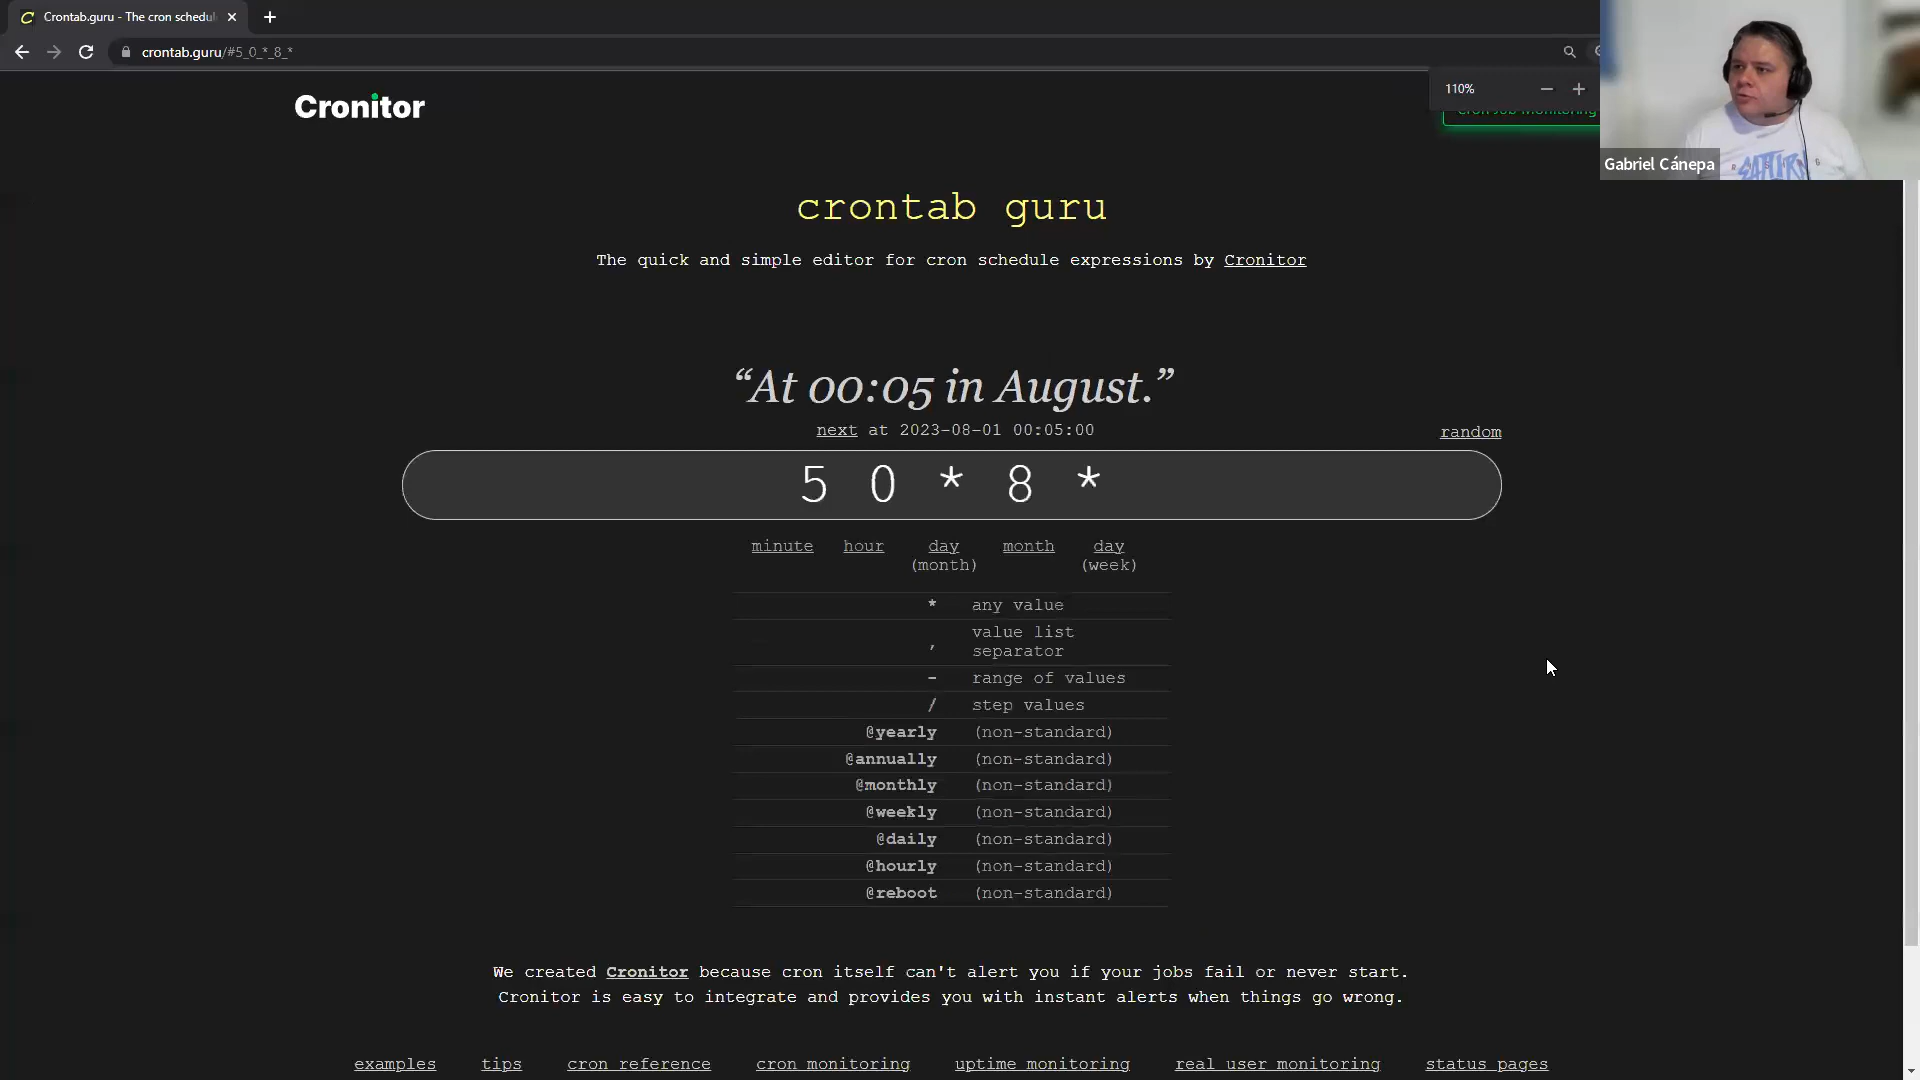 Crontab.guru - The cron schedul
crontab.guru/#5_0_*_8_*
110%
Cronitor
Cron Job Monitoring
Gabriel Cánepa
crontab guru
The quick and simple editor for cron schedule expressions by Cronitor
“At 00:05 in August.”
next at 2023-08-01 00:05:00
random
5 0 * 8 *
minute hour day month day
(month) (week)
* any value
, value list
separator
- range of values
/ step values
@yearly (non-standard)
@annually (non-standard)
@monthly (non-standard)
@weekly (non-standard)
@daily (non-standard)
@hourly (non-standard)
@reboot (non-standard)
We created Cronitor because cron itself can't alert you if your jobs fail or never start.
Cronitor is easy to integrate and provides you with instant alerts when things go wrong.
examples tips cron reference cron monitoring uptime monitoring real user monitoring status pages